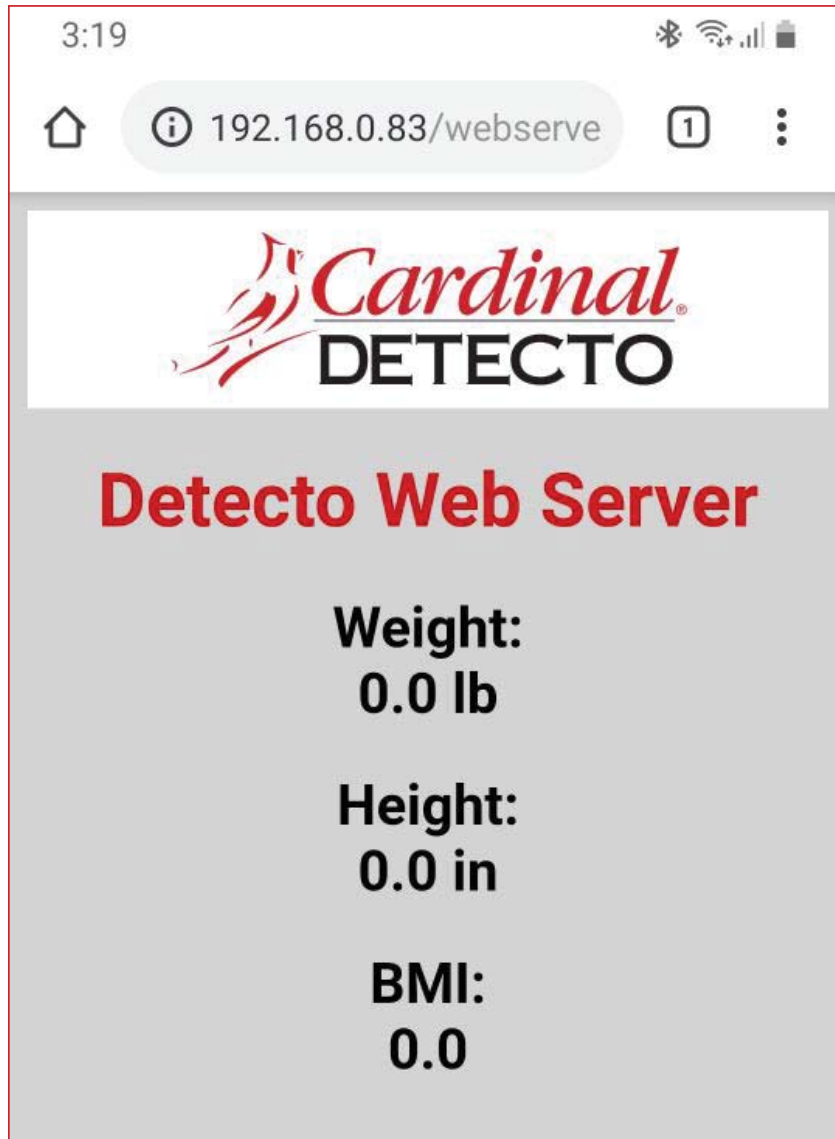 3:19
192.168.0.83/webserve
1
Cardinal®
DETECTO
Detecto Web Server
Weight:
0.0 lb
Height:
0.0 in
BMI:
0.0